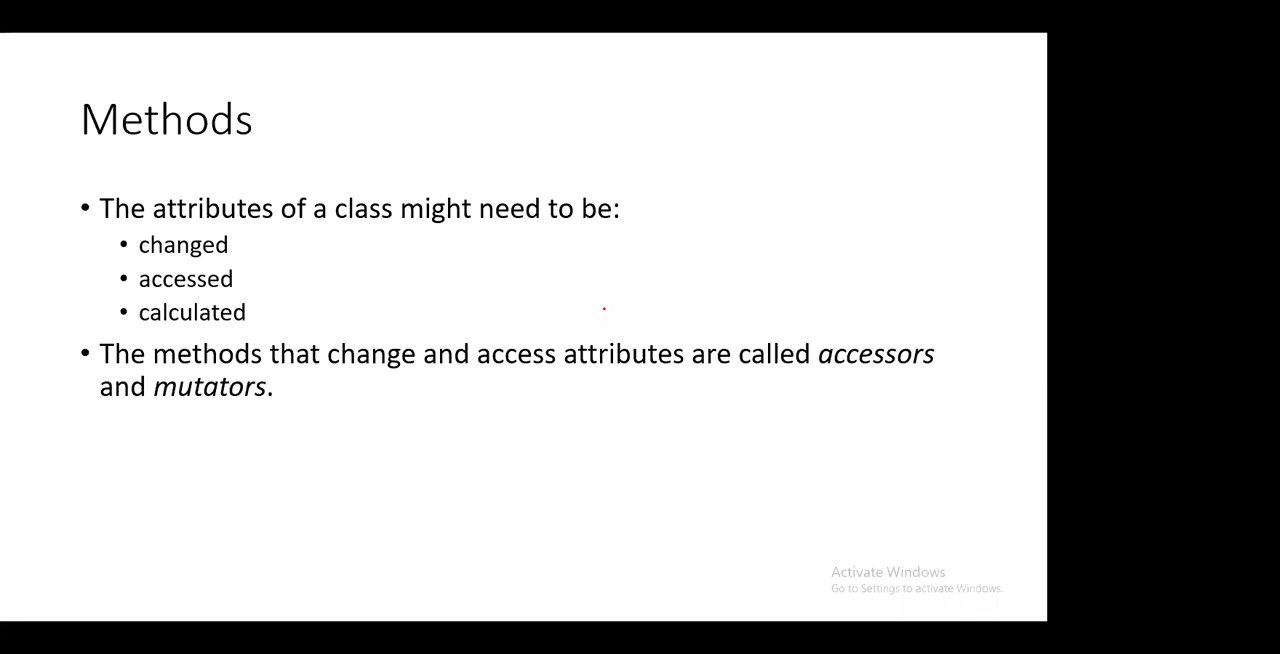 Methods
• The attributes of a class might need to be:
• changed
• accessed
• calculated
• The methods that change and access attributes are called accessors
and mutators.
Activate Windows
Go to Settings to activate Windows.